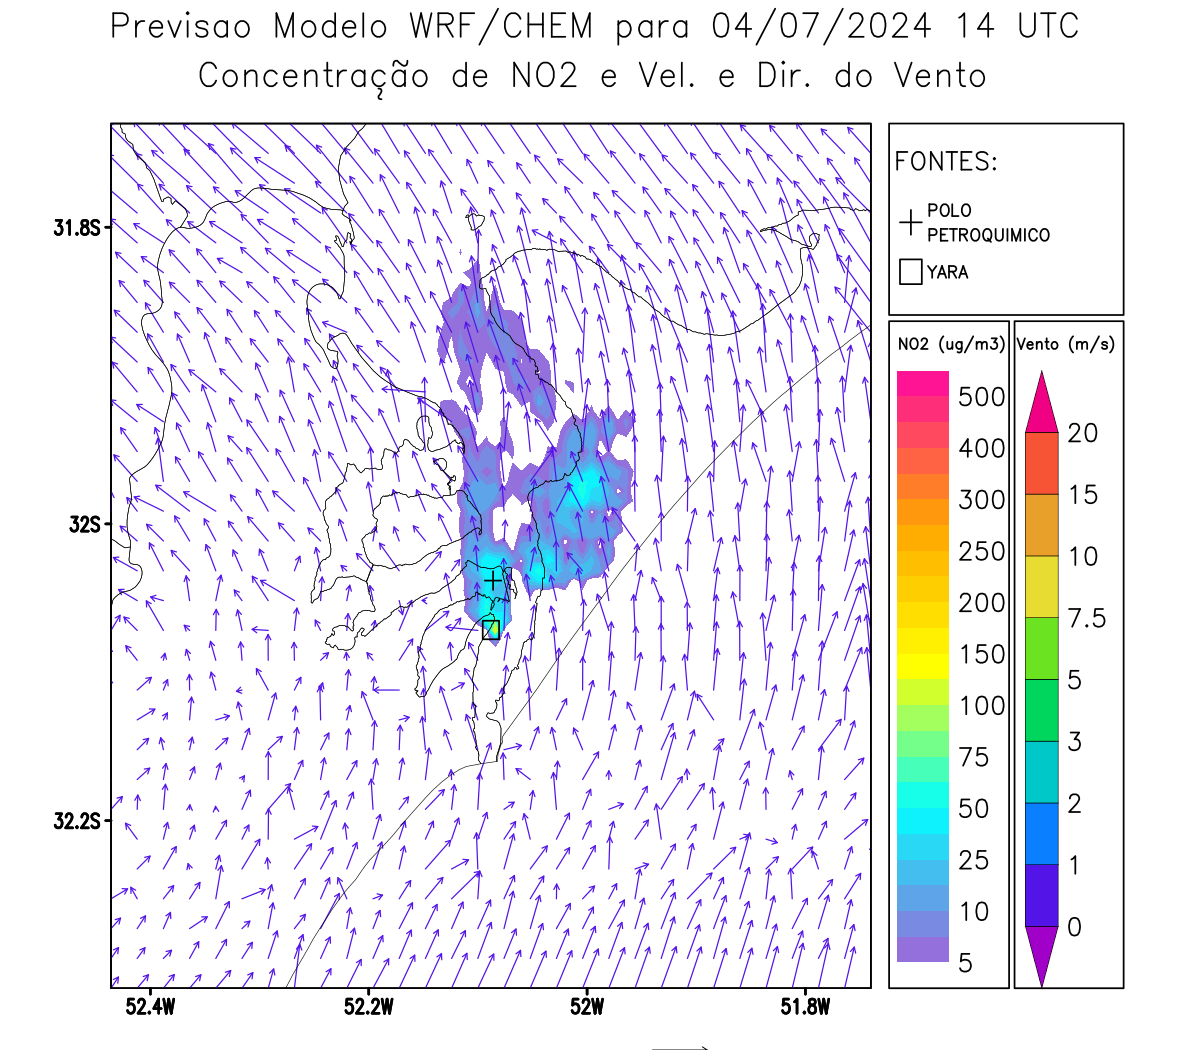 Previsao Modelo WRF/CHEM para 04/07/2024 14 UTC
Concentração de NO2 e Vel. e Dir. do Vento
FONTES:
POLO
PETROQUIMICO
YARA
NO2 (ug/m3)
500
400
300
250
200
150
100
75
50
25
10
5
Vento (m/s)
20
15
10
7.5
5
3
2
1
0
31.8S
32S
32.2S
52.4W
52.2W
52W
51.8W